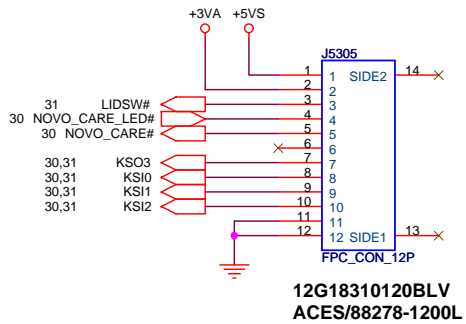 +3VA +5VS
J5305
1 1 SIDE2 14
2 2
31 LIDSW# 3 3
30 NOVO_CARE_LED# 4 4
30 NOVO_CARE# 5 5
6 6
30,31 KSO3 7 7
30,31 KSI0 8 8
30,31 KSI1 9 9
30,31 KSI2 10 10
11 11
12 12 SIDE1 13
FPC_CON_12P
12G18310120BLV
ACES/88278-1200L